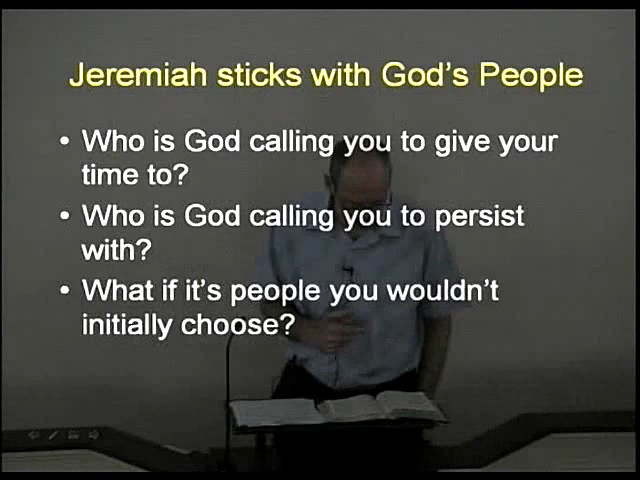 Jeremiah sticks with God's People
• Who is God calling you to give your
time to?
• Who is God calling you to persist
with?
• What if it's people you wouldn't
initially choose?